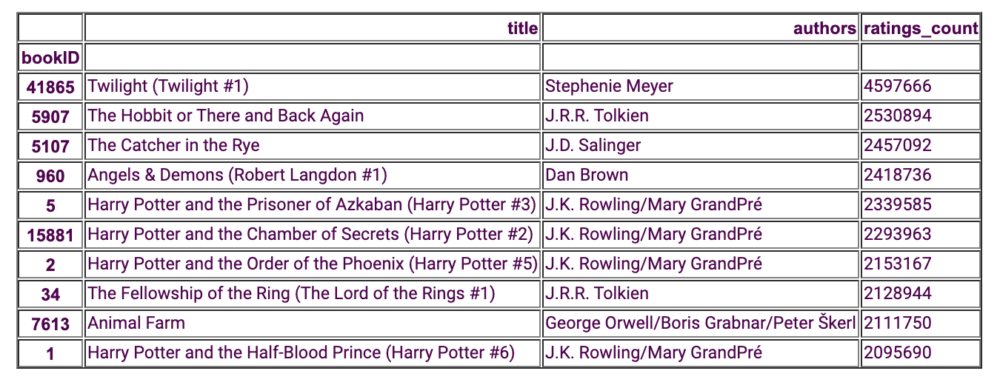 title authors ratings_count
bookID
41865 Twilight (Twilight #1) Stephenie Meyer 4597666
5907 The Hobbit or There and Back Again J.R.R. Tolkien 2530894
5107 The Catcher in the Rye J.D. Salinger 2457092
960 Angels & Demons (Robert Langdon #1) Dan Brown 2418736
5 Harry Potter and the Prisoner of Azkaban (Harry Potter #3) J.K. Rowling/Mary GrandPré 2339585
15881 Harry Potter and the Chamber of Secrets (Harry Potter #2) J.K. Rowling/Mary GrandPré 2293963
2 Harry Potter and the Order of the Phoenix (Harry Potter #5) J.K. Rowling/Mary GrandPré 2153167
34 The Fellowship of the Ring (The Lord of the Rings #1) J.R.R. Tolkien 2128944
7613 Animal Farm George Orwell/Boris Grabnar/Peter Škerl 2111750
1 Harry Potter and the Half-Blood Prince (Harry Potter #6) J.K. Rowling/Mary GrandPré 2095690